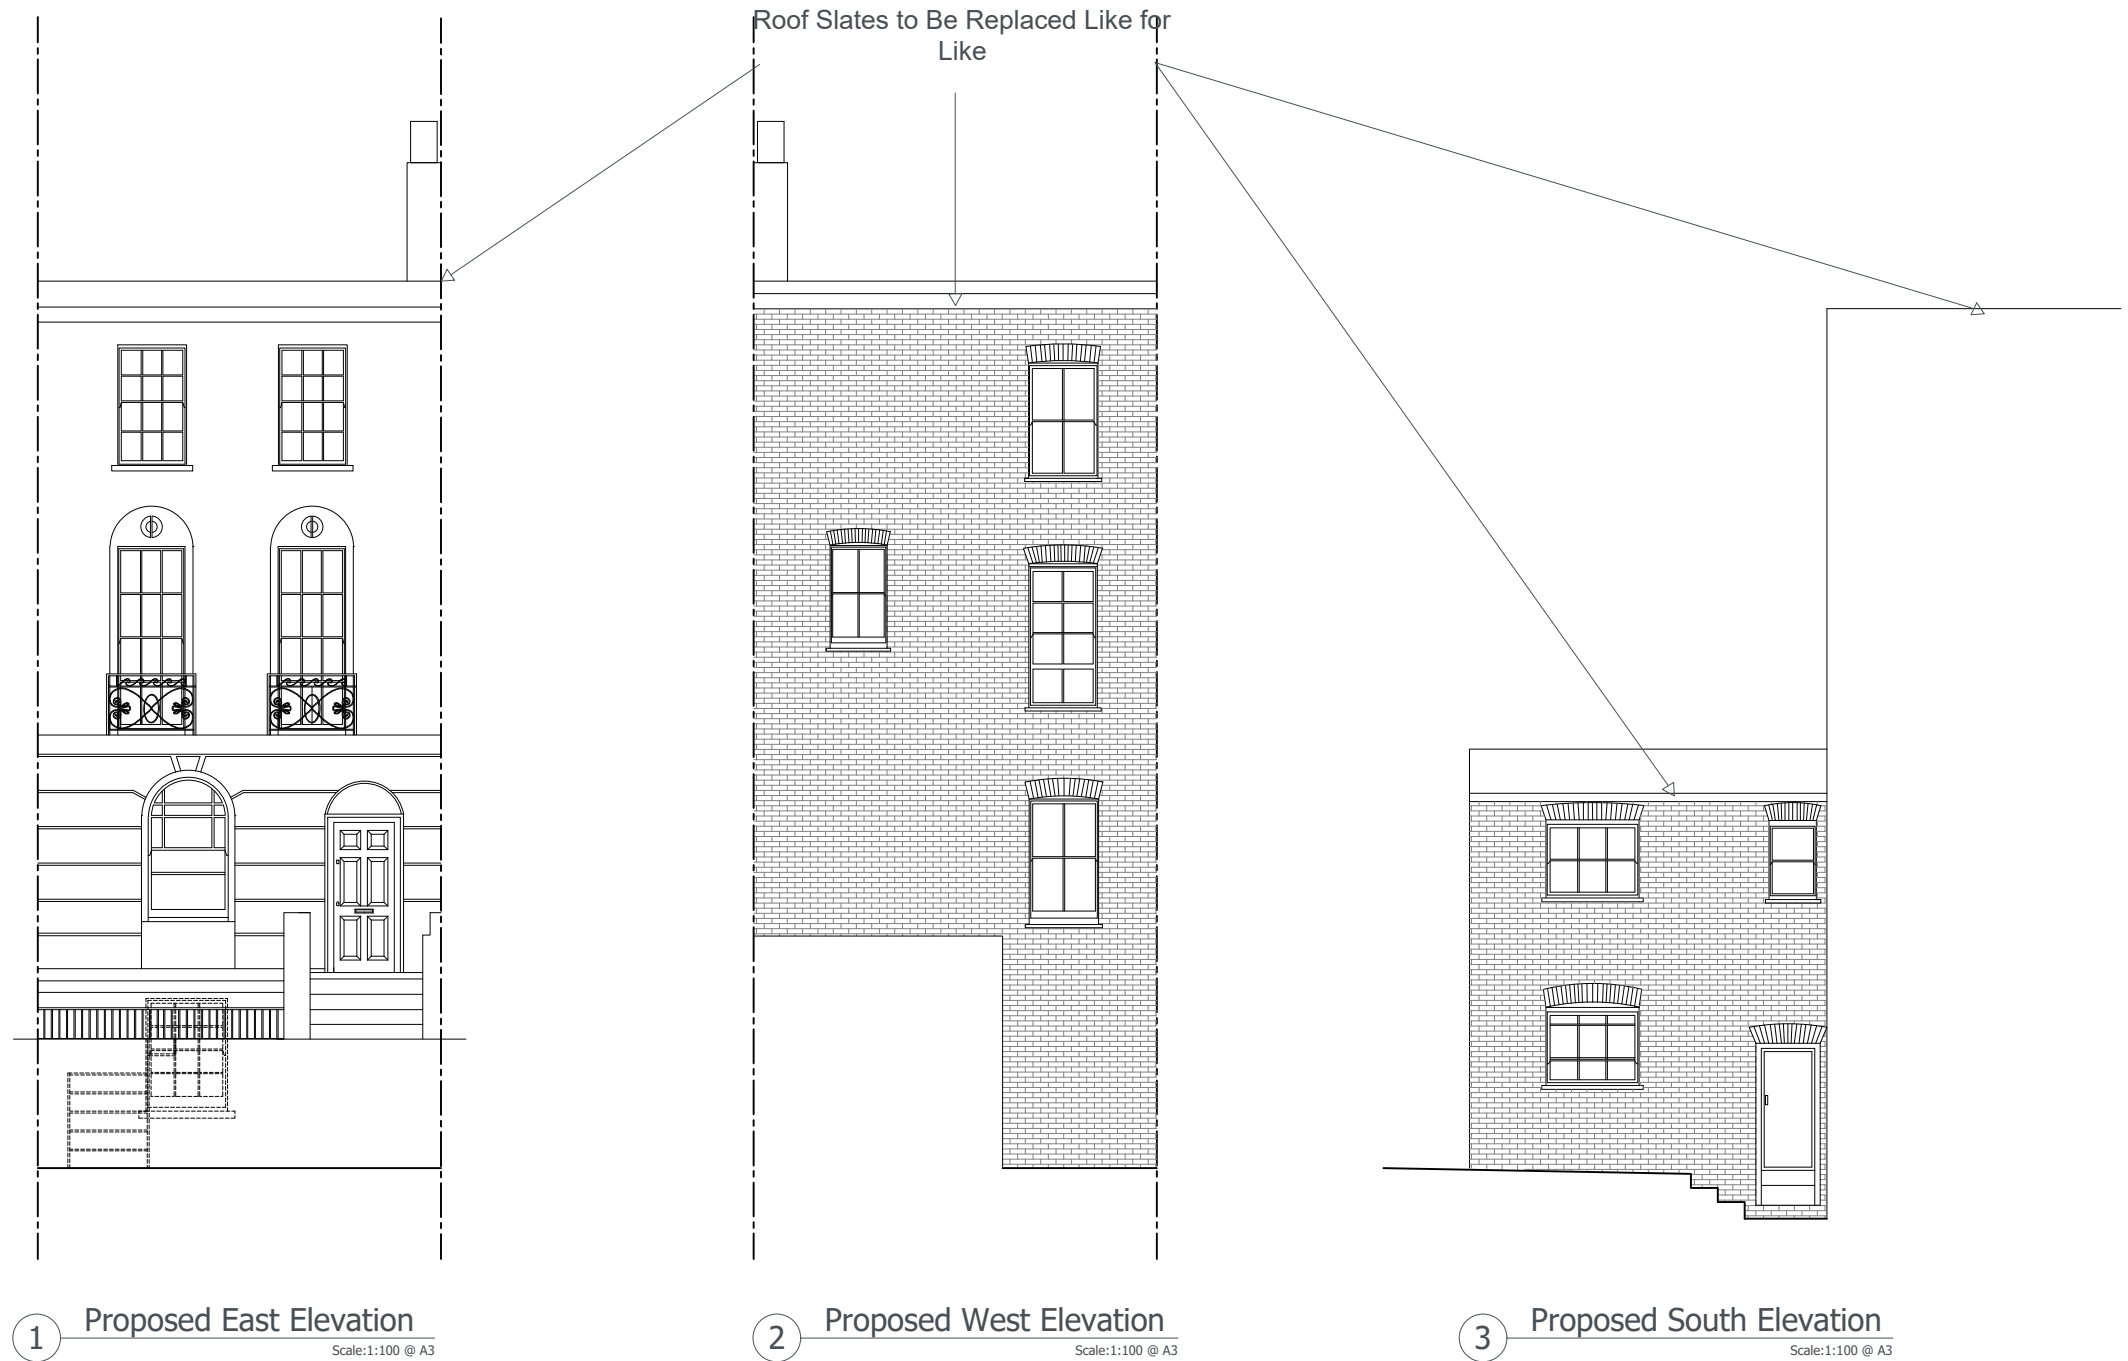 Roof Slates to Be Replaced Like for
Like
1
Proposed East Elevation
Scale:1:100 @ A3
2
Proposed West Elevation
Scale:1:100 @ A3
3
Proposed South Elevation
Scale:1:100 @ A3